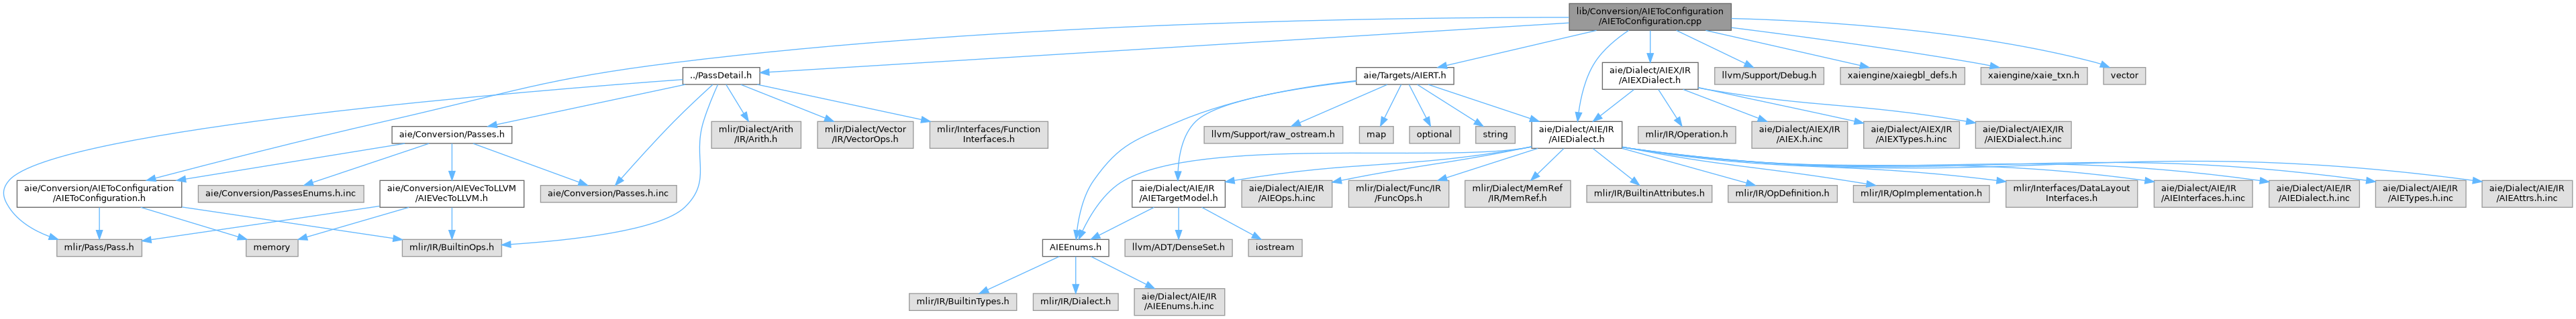 lib/Conversion/AIEToConfiguration
/AIEToConfiguration.cpp
../PassDetail.h
aie/Targets/AIERT.h
aie/Dialect/AIEX/IR
/AIEXDialect.h
llvm/Support/Debug.h
xaiengine/xaiegbl_defs.h
xaiengine/xaie_txn.h
vector
aie/Conversion/Passes.h
mlir/Dialect/Arith
/IR/Arith.h
mlir/Dialect/Vector
/IR/VectorOps.h
mlir/Interfaces/Function
Interfaces.h
llvm/Support/raw_ostream.h
map
optional
string
aie/Dialect/AIE/IR
/AIEDialect.h
mlir/IR/Operation.h
aie/Dialect/AIEX/IR
/AIEX.h.inc
aie/Dialect/AIEX/IR
/AIEXTypes.h.inc
aie/Dialect/AIEX/IR
/AIEXDialect.h.inc
aie/Conversion/AIEToConfiguration
/AIEToConfiguration.h
aie/Conversion/PassesEnums.h.inc
aie/Conversion/AIEVecToLLVM
/AIEVecToLLVM.h
aie/Conversion/Passes.h.inc
aie/Dialect/AIE/IR
/AIETargetModel.h
aie/Dialect/AIE/IR
/AIEOps.h.inc
mlir/Dialect/Func/IR
/FuncOps.h
mlir/Dialect/MemRef
/IR/MemRef.h
mlir/IR/BuiltinAttributes.h
mlir/IR/OpDefinition.h
mlir/IR/OpImplementation.h
mlir/Interfaces/DataLayout
Interfaces.h
aie/Dialect/AIE/IR
/AIEInterfaces.h.inc
aie/Dialect/AIE/IR
/AIEDialect.h.inc
aie/Dialect/AIE/IR
/AIETypes.h.inc
aie/Dialect/AIE/IR
/AIEAttrs.h.inc
mlir/Pass/Pass.h
memory
mlir/IR/BuiltinOps.h
AIEEnums.h
llvm/ADT/DenseSet.h
iostream
mlir/IR/BuiltinTypes.h
mlir/IR/Dialect.h
aie/Dialect/AIE/IR
/AIEEnums.h.inc